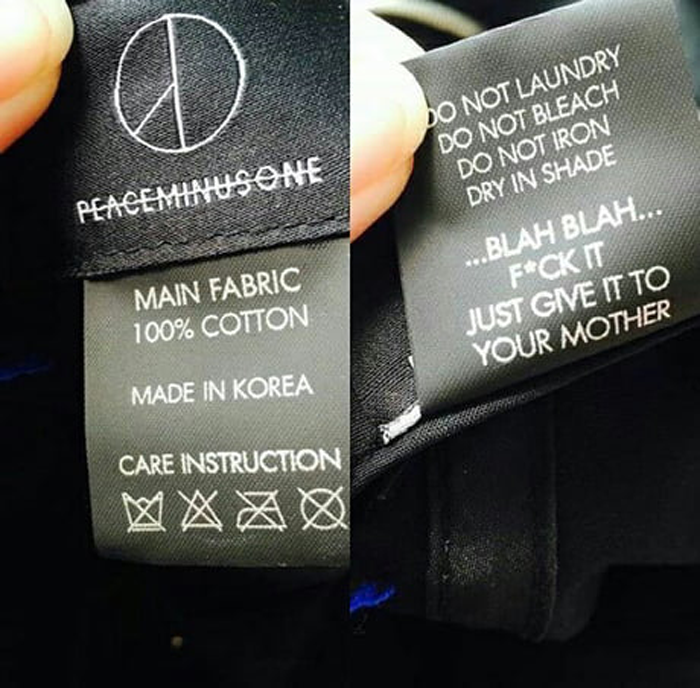 PEACEMINUSONE
MAIN FABRIC
100% COTTON
MADE IN KOREA
CARE INSTRUCTION
DO NOT LAUNDRY
DO NOT BLEACH
DO NOT IRON
DRY IN SHADE
...BLAH BLAH...
F*CK IT
JUST GIVE IT TO
YOUR MOTHER